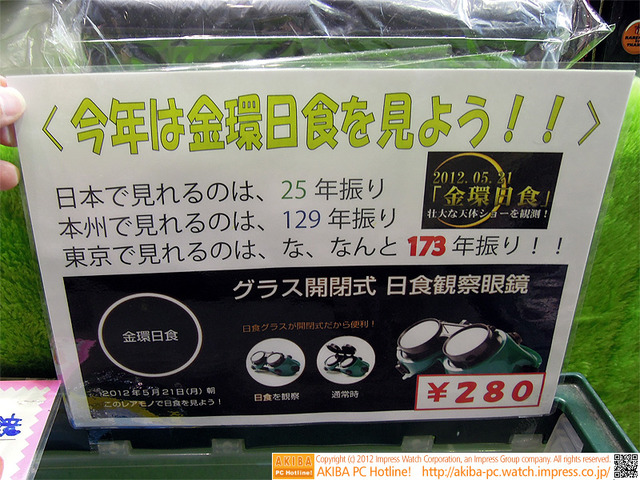 〈今年は金環日食を見よう!!〉
日本で見れるのは、25年振り
本州で見れるのは、129年振り
東京で見れるのは、な、なんと173年振り!!
2012.05.21
「金環日食」
壮大な天体ショーを観測!
グラス開閉式 日食観察眼鏡
金環日食
日食グラスが開閉式だから便利!
日食を観察
通常時
2012年5月21日(月) 朝
このレアモノで日食を見よう!
¥280
AKIBA
PC Hotline!
Copyright (c) 2012 Impress Watch Corporation, an Impress Group company. All rights reserved.
AKIBA PC Hotline! http://akiba-pc.watch.impress.co.jp/